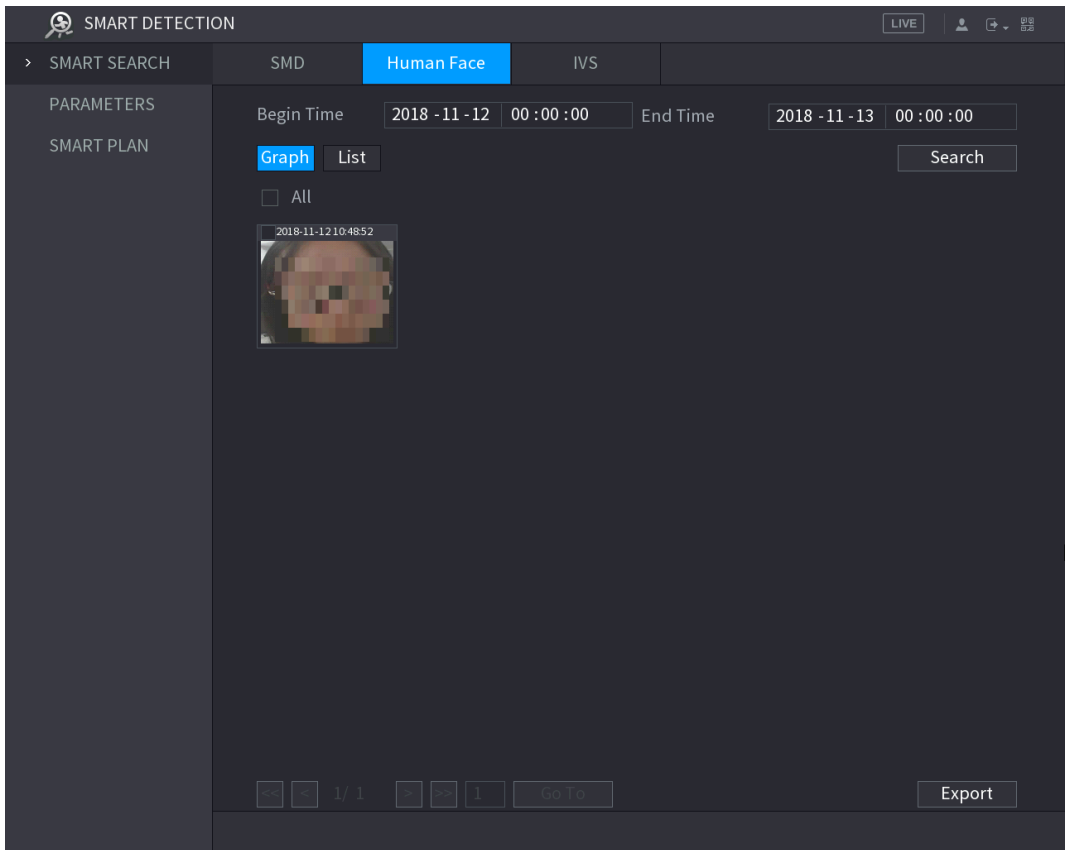 SMART DETECTION
LIVE
> SMART SEARCH
PARAMETERS
SMART PLAN
SMD Human Face IVS
Begin Time 2018 -11 -12 00 : 00 : 00 End Time 2018 -11 -13 00 : 00 : 00
Graph List Search
All
2018-11-12 10:48:52
<< < 1/ 1 > >> 1 Go To Export